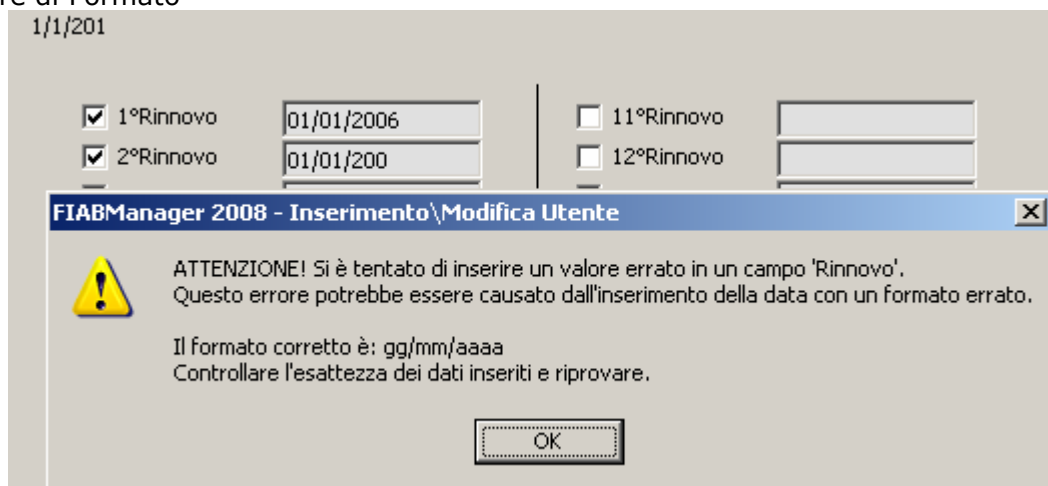 re di Formato
1/1/201
1°Rinnovo 01/01/2006 11°Rinnovo
2°Rinnovo 01/01/200 12°Rinnovo
FIABManager 2008 - Inserimento\Modifica Utente
ATTENZIONE! Si è tentato di inserire un valore errato in un campo 'Rinnovo'.
Questo errore potrebbe essere causato dall'inserimento della data con un formato errato.
Il formato corretto è: gg/mm/aaaa
Controllare l'esattezza dei dati inseriti e riprovare.
OK